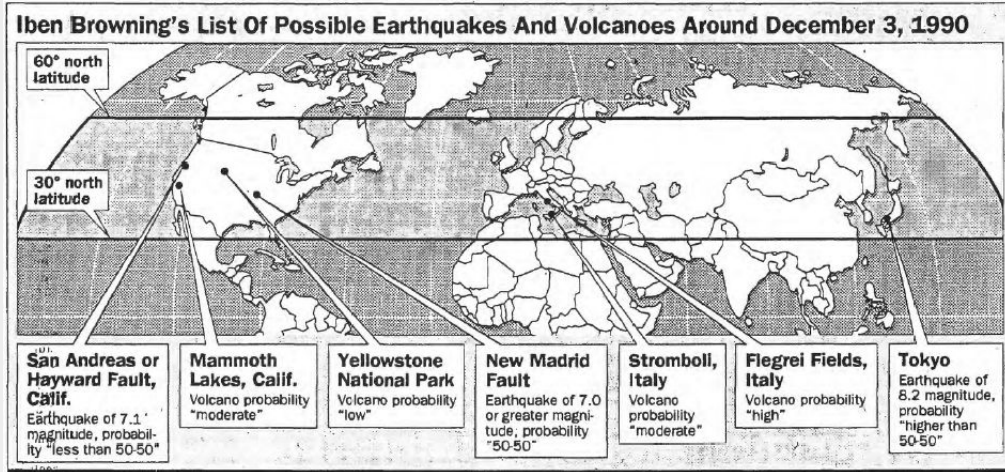 Iben Browning's List Of Possible Earthquakes And Volcanoes Around December 3, 1990
60° north
latitude
30° north
latitude
San Andreas or
Hayward Fault,
Calif.
Earthquake of 7.1
magnitude, probabil-
ity "less than 50-50"
Mammoth
Lakes, Calif.
Volcano probability
"moderate"
Yellowstone
National Park
Volcano probability
"low"
New Madrid
Fault
Earthquake of 7.0
or greater magni-
tude, probability
"50-50"
Stromboli,
Italy
Volcano
probability
"moderate"
Flegrei Fields,
Italy
Volcano probability
"high"
Tokyo
Earthquake of
8.2 magnitude,
probability
"higher than
50-50"